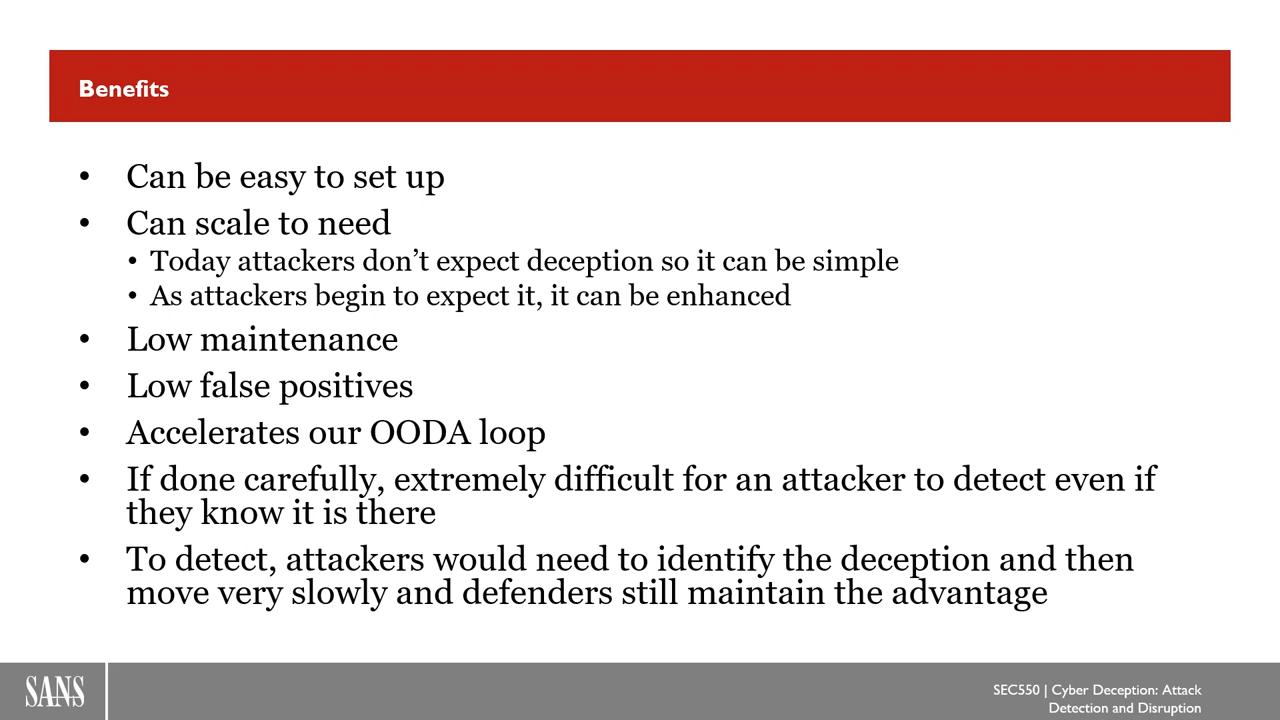 Benefits
• Can be easy to set up
• Can scale to need
• Today attackers don’t expect deception so it can be simple
• As attackers begin to expect it, it can be enhanced
• Low maintenance
• Low false positives
• Accelerates our OODA loop
• If done carefully, extremely difficult for an attacker to detect even if
they know it is there
• To detect, attackers would need to identify the deception and then
move very slowly and defenders still maintain the advantage
SANS
SEC550 | Cyber Deception: Attack
Detection and Disruption